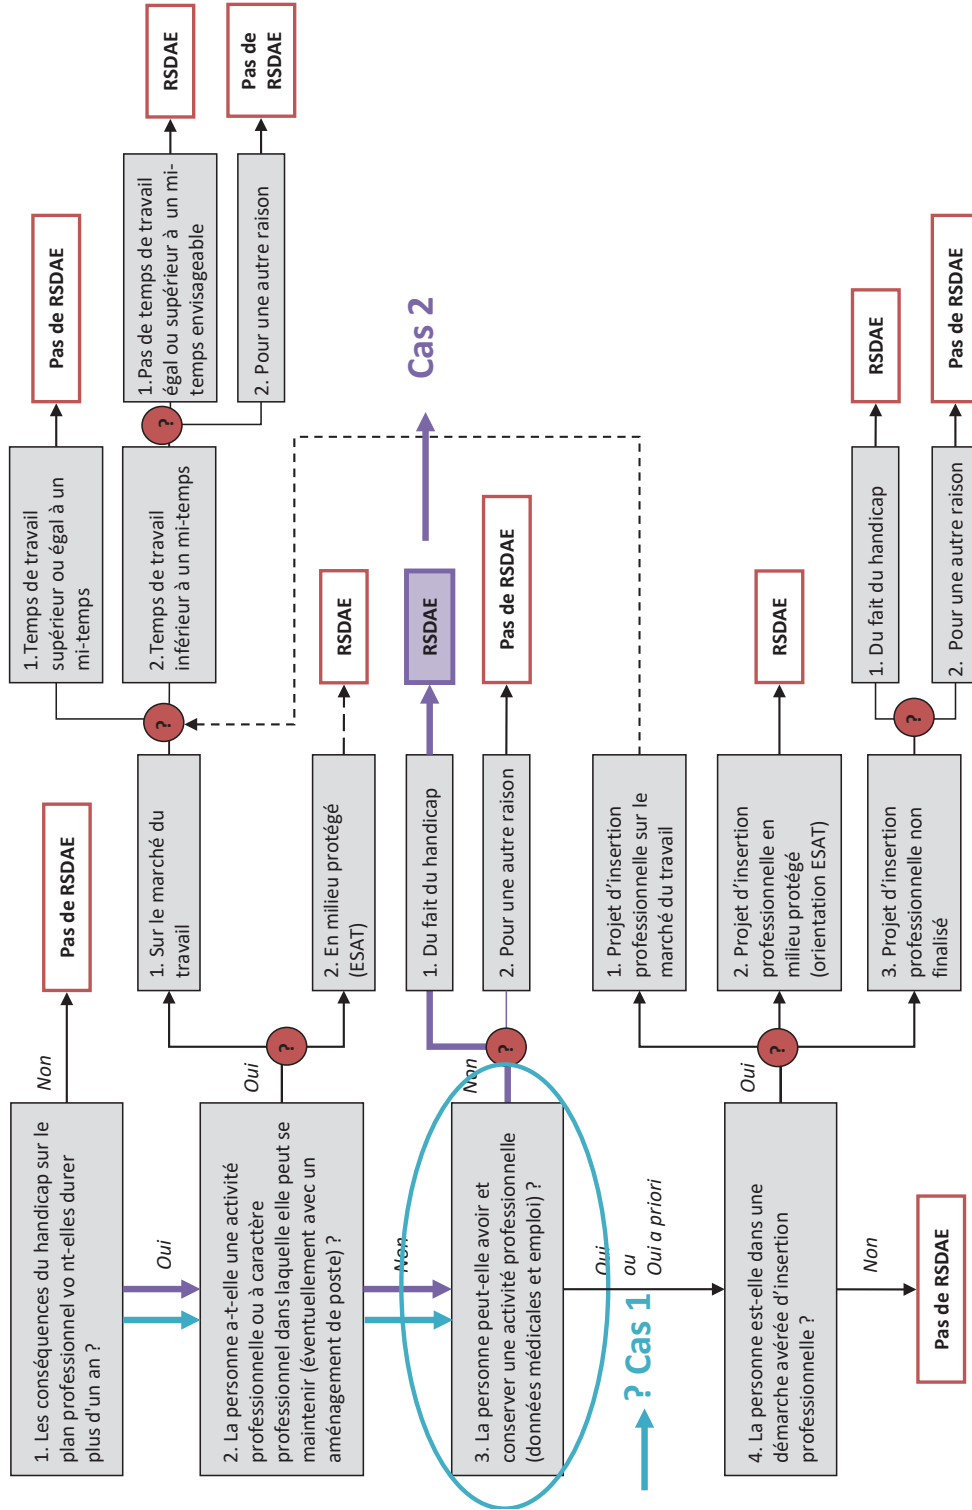 1. Les conséquences du handicap sur le
plan professionnel vo nt-elles durer
plus d'un an ?
Non
Pas de RSDAE
Oui
2. La personne a-t-elle une activité
professionnelle ou à caractère
professionnel dans laquelle elle peut se
maintenir (éventuellement avec un
aménagement de poste) ?
Oui
?
1. Sur le marché du
travail
?
1.Temps de travail
supérieur ou égal à un
mi-temps
Pas de RSDAE
2.Temps de travail
inférieur à un mi-temps
?
1.Pas de temps de travail
égal ou supérieur à un mi-
temps envisageable
RSDAE
2. Pour une autre raison
Pas de
RSDAE
2. En milieu protégé
(ESAT)
RSDAE
Non
3. La personne peut-elle avoir et
conserver une activité professionnelle
(données médicales et emploi) ?
Non
?
1. Du fait du handicap
RSDAE
Cas 2
2. Pour une autre raison
Pas de RSDAE
Oui
ou
Oui a priori
? Cas 1
4. La personne est-elle dans une
démarche avérée d'insertion
professionnelle ?
Oui
?
1. Projet d'insertion
professionnelle sur le
marché du travail
2. Projet d'insertion
professionnelle en
milieu protégé
(orientation ESAT)
RSDAE
3. Projet d'insertion
professionnelle non
finalisé
?
1. Du fait du handicap
RSDAE
2. Pour une autre raison
Pas de RSDAE
Non
Pas de RSDAE